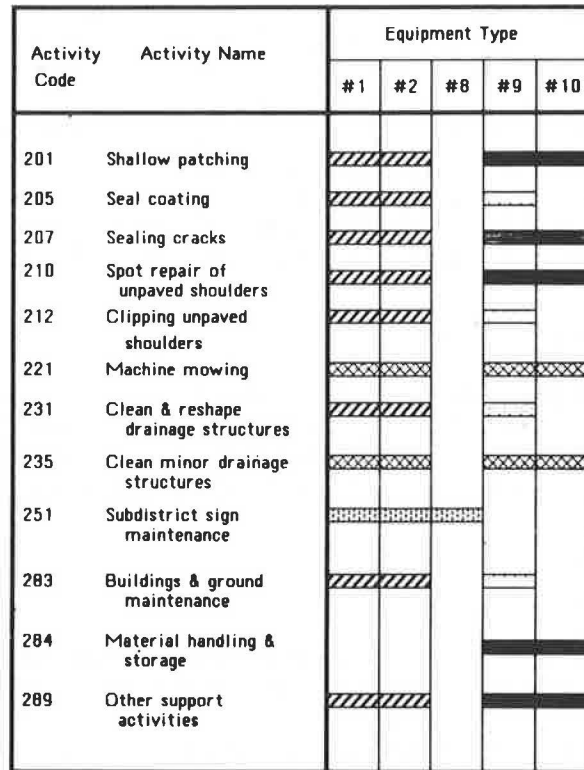 Equipment Type
Activity Activity Name
Code
#1 #2 #8 #9 #10
201 Shallow patching
205 Seal coating
207 Sealing cracks
210 Spot repair of
unpaved shoulders
212 Clipping unpaved
shoulders
221 Machine mowing
231 Clean & reshape
drainage structures
235 Clean minor drainage
structures
251 Subdistrict sign
maintenance
283 Buildings & ground
maintenance
284 Material handling &
storage
289 Other support
activities